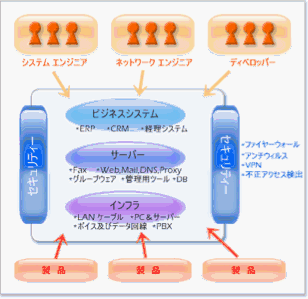 システム エンジニア
ネットワーク エンジニア
ディベロッパー
セキュリティー
ビジネスシステム
•ERP •CRM •経理システム
サーバー
•Fax •Web,Mail,DNS,Proxy
•グループウェア •管理用ツール •DB
インフラ
•LANケーブル •PC&サーバー
•ボイス及びデータ回線 •PBX
セキュリティー
•ファイヤーウォール
•アンチウィルス
•VPN
•不正アクセス検出
製 品
製 品
製 品